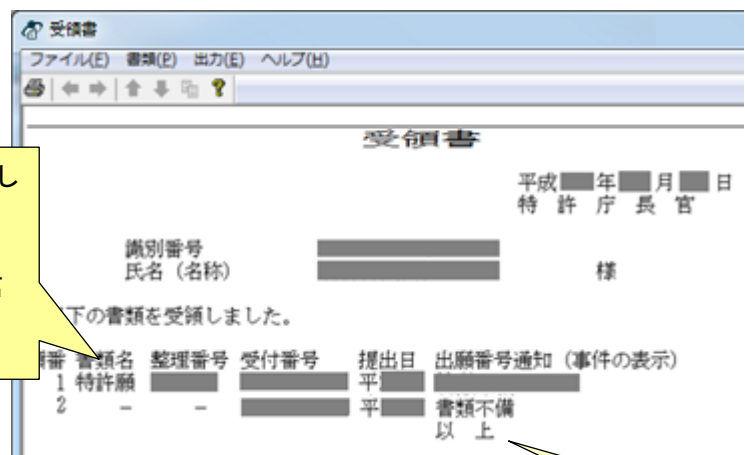 受領書
ファイル(F) 書類(P) 出力(E) ヘルプ(H)
受領書
平成 年 月 日
特 許 庁 長 官
識別番号
氏名（名称） 様
下の書類を受領しました。
番 書類名 整理番号 受付番号 提出日 出願番号通知（事件の表示）
1 特許願 平
2 － － 平 書類不備
以 上
し